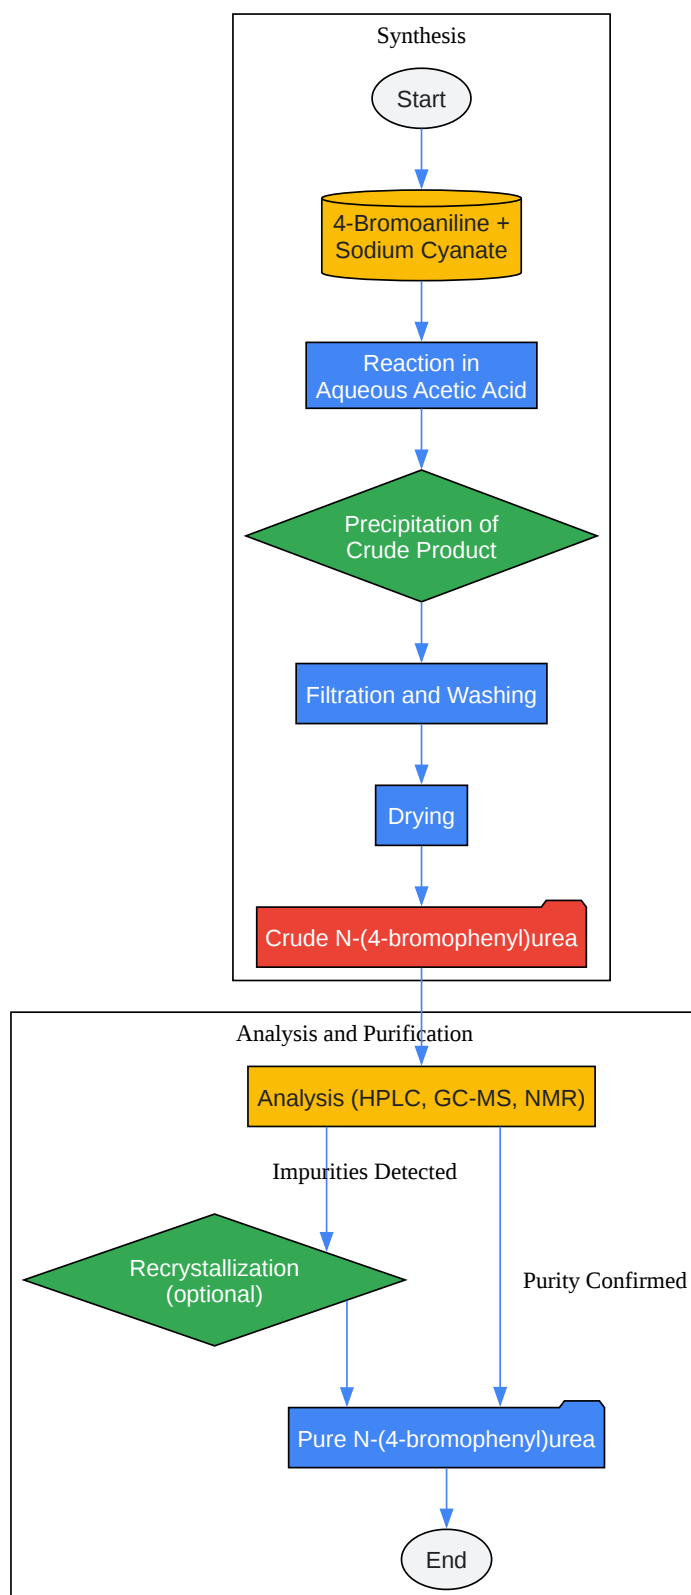 Synthesis
Start
4-Bromoaniline +
Sodium Cyanate
Reaction in
Aqueous Acetic Acid
Precipitation of
Crude Product
Filtration and Washing
Drying
Crude N-(4-bromophenyl)urea
Analysis and Purification
Analysis (HPLC, GC-MS, NMR)
Impurities Detected
Recrystallization
(optional)
Purity Confirmed
Pure N-(4-bromophenyl)urea
End